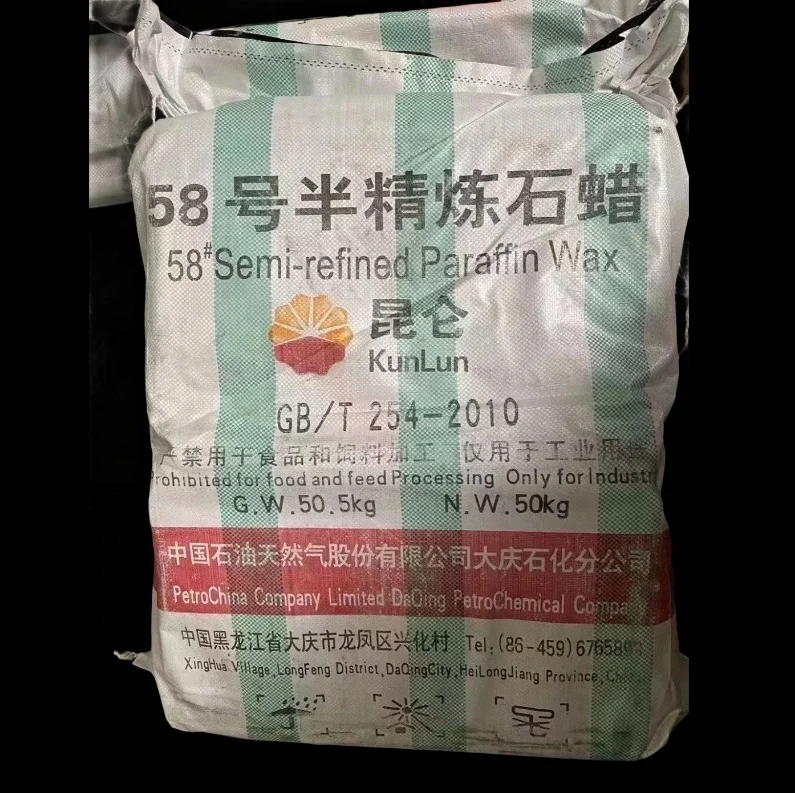 58号半精炼石蜡
58#Semi-refined Paraffin Wax
昆仑
KunLun
GB/T 254-2010
严禁用于食品和饲料加工 仅用于工业用途
Prohibited for food and feed Processing Only for Industry
G.W.50.5kg N.W.50kg
中国石油天然气股份有限公司大庆石化分公司
PetroChina Company Limited DaQing PetroChemical Company
中国黑龙江省大庆市龙凤区兴化村 Tel:(86-459)
XingHua Village,LongFeng District,DaQingCity,HeiLongJiang Province,